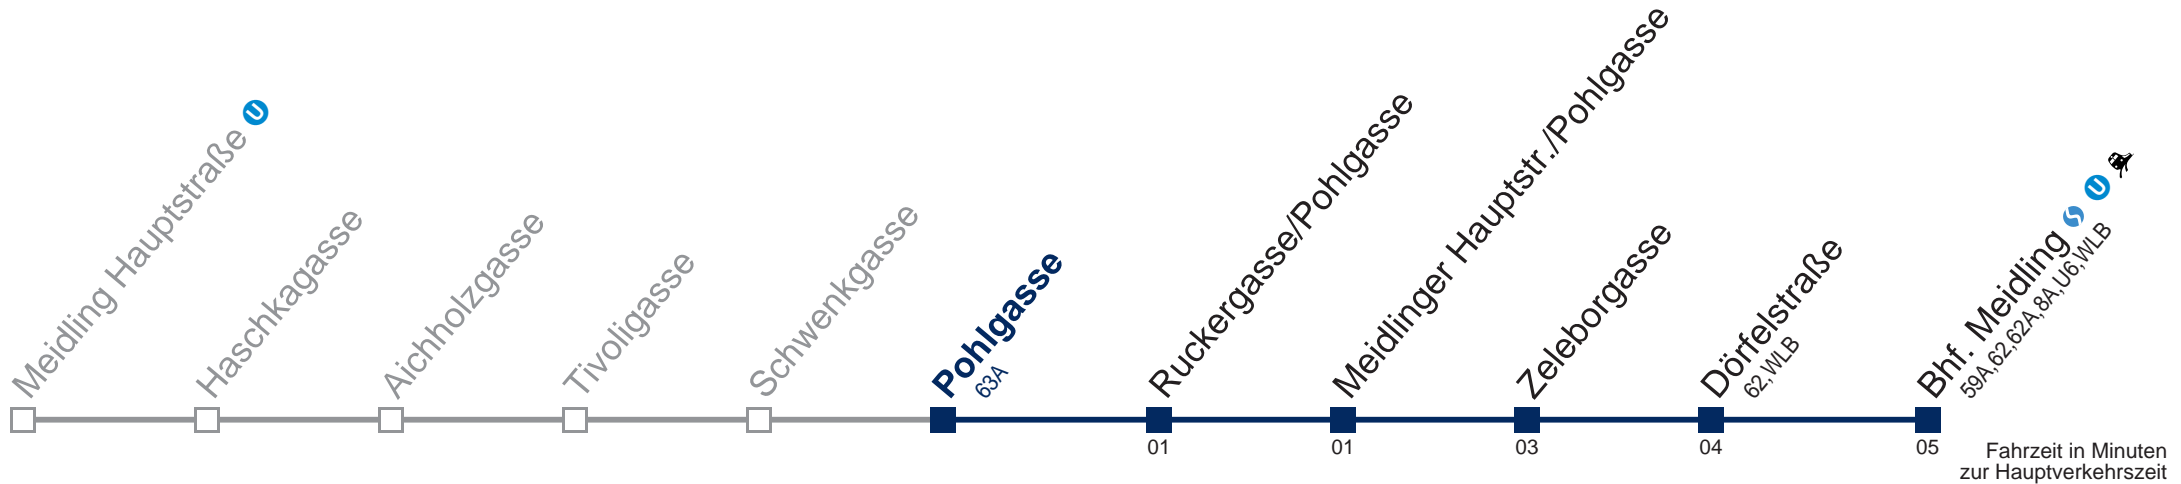 Meidling Hauptstraße U
Haschkagasse
Aichholzgasse
Tivoligasse
Schwenkgasse
Pohlgasse
63A
Ruckergasse/Pohlgasse
Meidlinger Hauptstr./Pohlgasse
Zeleborgasse
Dörfelstraße
62,WLB
Bhf. Meidling S U
59A,62,62A,8A,U6,WLB
01
01
03
04
05
Fahrzeit in Minuten
zur Hauptverkehrszeit